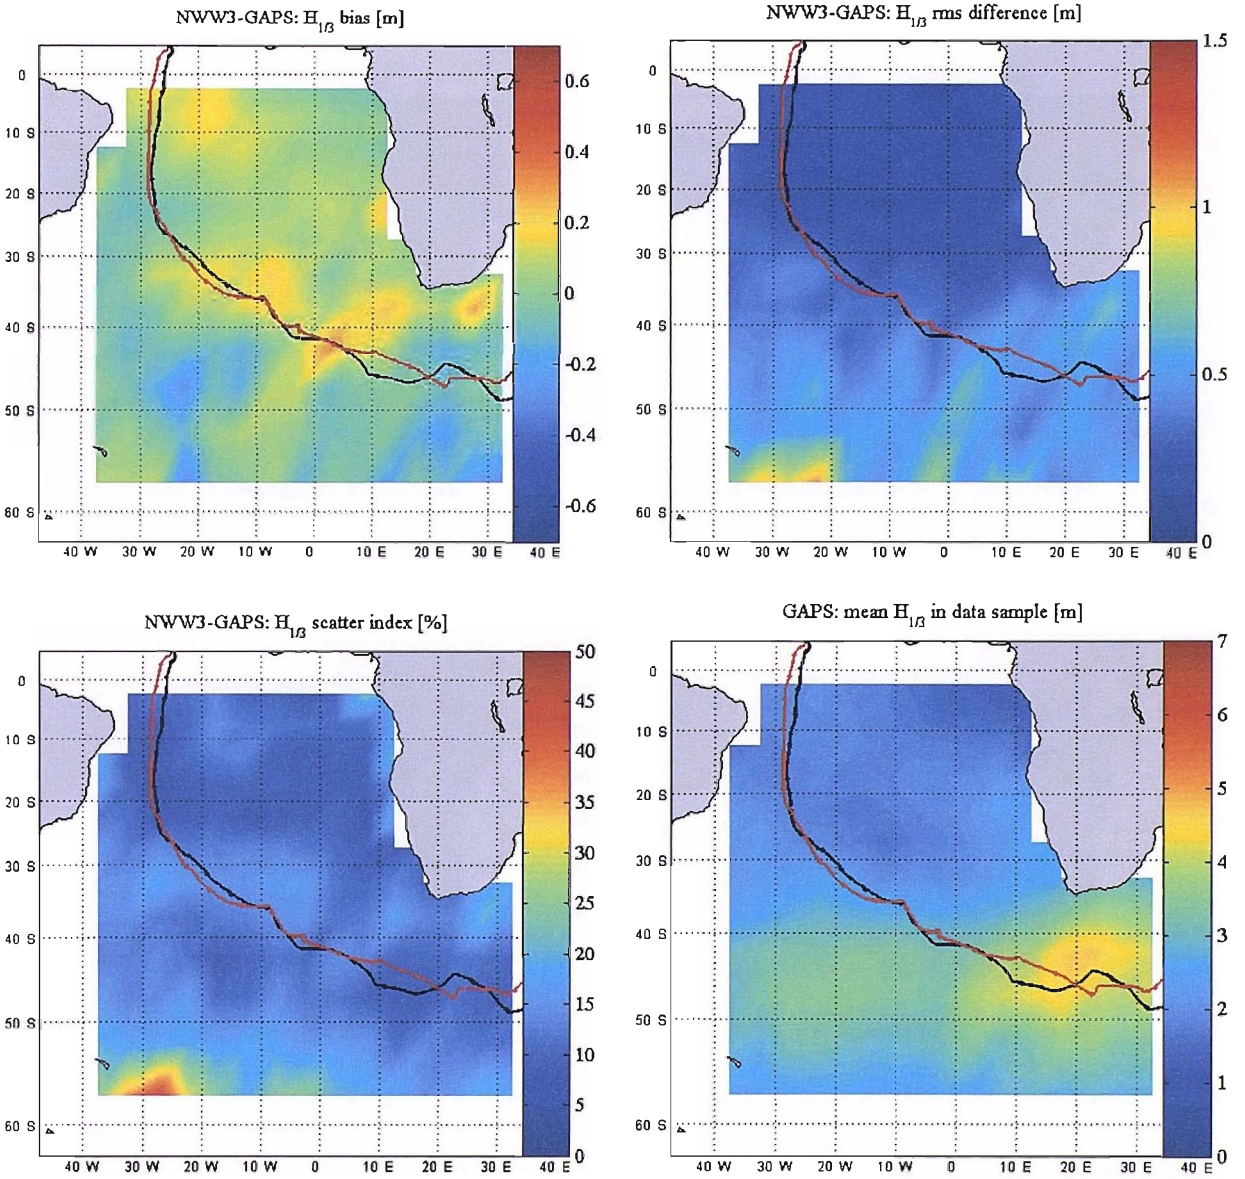 NWW3-GAPS: H1/3 bias [m]
0
10 S
20 S
30 S
40 S
50 S
60 S
40 W 30 W 20 W 10 W 0 10 E 20 E 30 E 40 E
0.6
0.4
0.2
0
-0.2
-0.4
-0.6
NWW3-GAPS: H1/3 rms difference [m]
0
10 S
20 S
30 S
40 S
50 S
60 S
40 W 30 W 20 W 10 W 0 10 E 20 E 30 E 40 E
1.5
1
0.5
0
NWW3-GAPS: H1/3 scatter index [%]
0
10 S
20 S
30 S
40 S
50 S
60 S
40 W 30 W 20 W 10 W 0 10 E 20 E 30 E 40 E
50
45
40
35
30
25
20
15
10
5
0
GAPS: mean H1/3 in data sample [m]
0
10 S
20 S
30 S
40 S
50 S
60 S
40 W 30 W 20 W 10 W 0 10 E 20 E 30 E 40 E
7
6
5
4
3
2
1
0